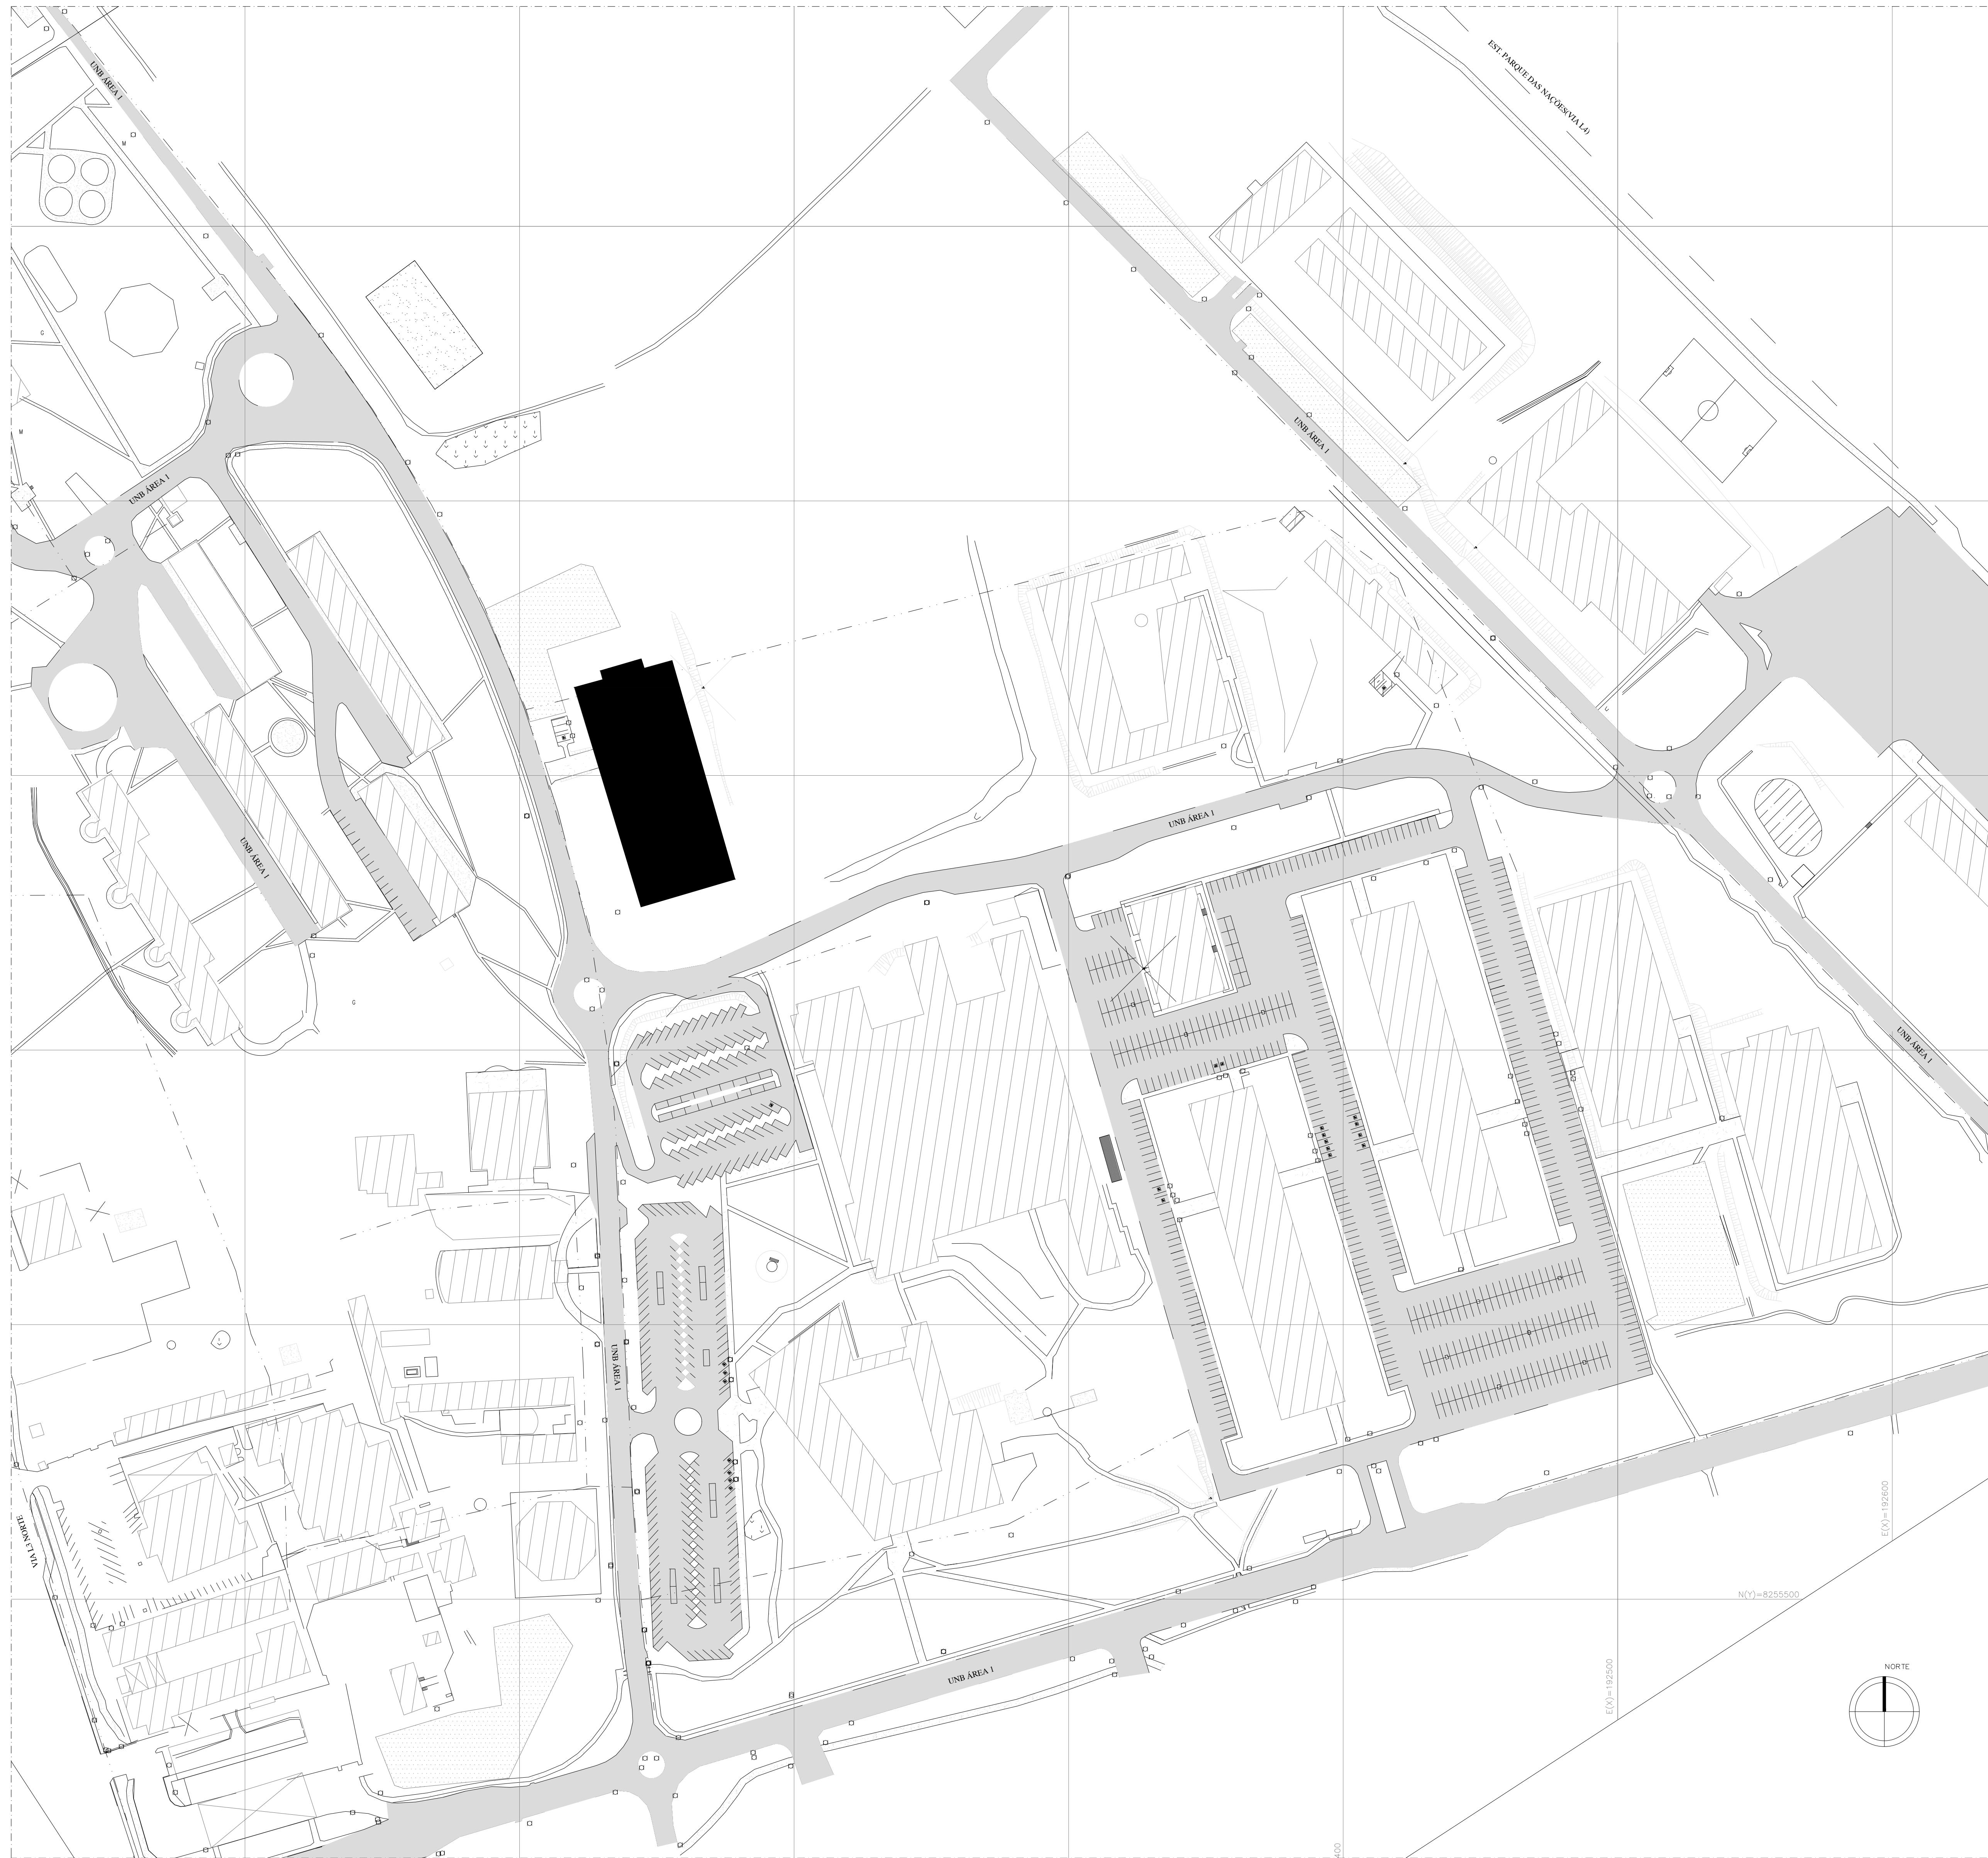 UNB ÁREA 1
EST. PARQUE DAS NAÇÕES(VIA L4)
M
G
UNB ÁREA 1
M
UNB ÁREA 1
UNB ÁREA 1
UNB ÁREA 1
G
UNB ÁREA 1
UNB ÁREA 1
VIA L3 NORTE
E(X)=192600
N(Y)=8255500
E(X)=192500
NORTE
UNB ÁREA 1
400